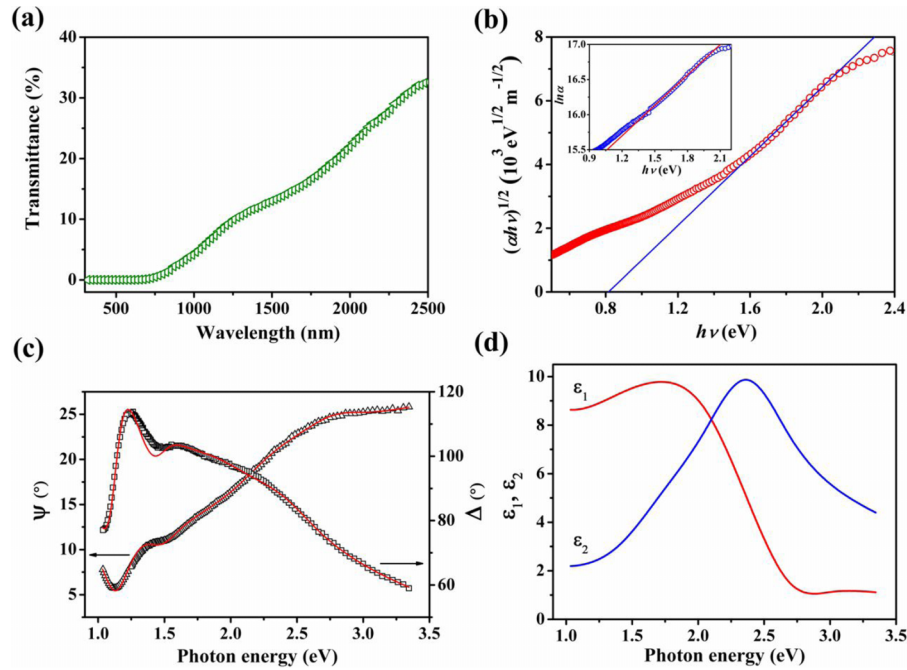 (a)
40
30
20
10
0
Transmittance (%)
500 1000 1500 2000 2500
Wavelength (nm)
(b)
8
6
4
2
0
(αhν)^1/2 (10^3 eV^1/2 m^-1/2)
17.0
16.5
16.0
15.5
lnα
0.9 1.2 1.5 1.8 2.1
hν (eV)
0.8 1.2 1.6 2.0 2.4
hν (eV)
(c)
25
20
15
10
5
0
Ψ (°)
120
100
80
60
Δ (°)
1.0 1.5 2.0 2.5 3.0 3.5
Photon energy (eV)
(d)
10
8
6
4
2
0
ε1, ε2
ε1
ε2
1.0 1.5 2.0 2.5 3.0 3.5
Photon energy (eV)